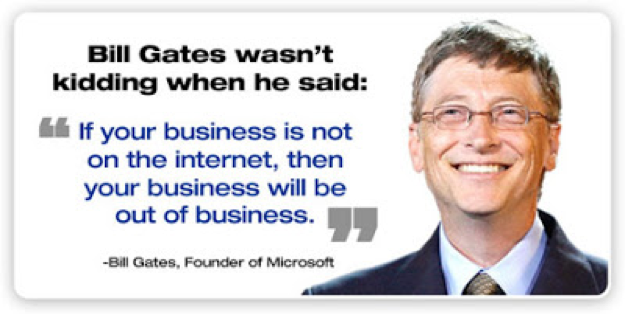 Bill Gates wasn't
kidding when he said:
“ If your business is not
on the internet, then
your business will be
out of business. ”
-Bill Gates, Founder of Microsoft